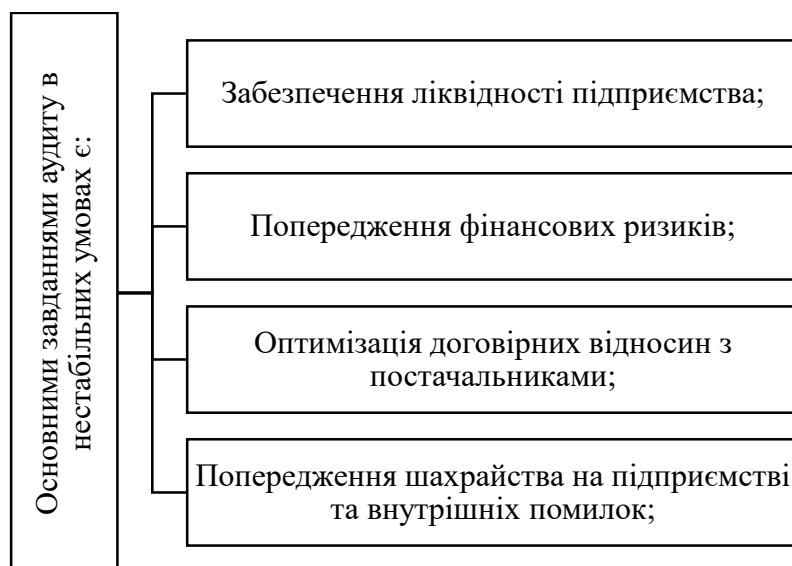 Основними завданнями аудиту в
нестабільних умовах є:
Забезпечення ліквідності підприємства;
Попередження фінансових ризиків;
Оптимізація договірних відносин з
постачальниками;
Попередження шахрайства на підприємстві
та внутрішніх помилок;